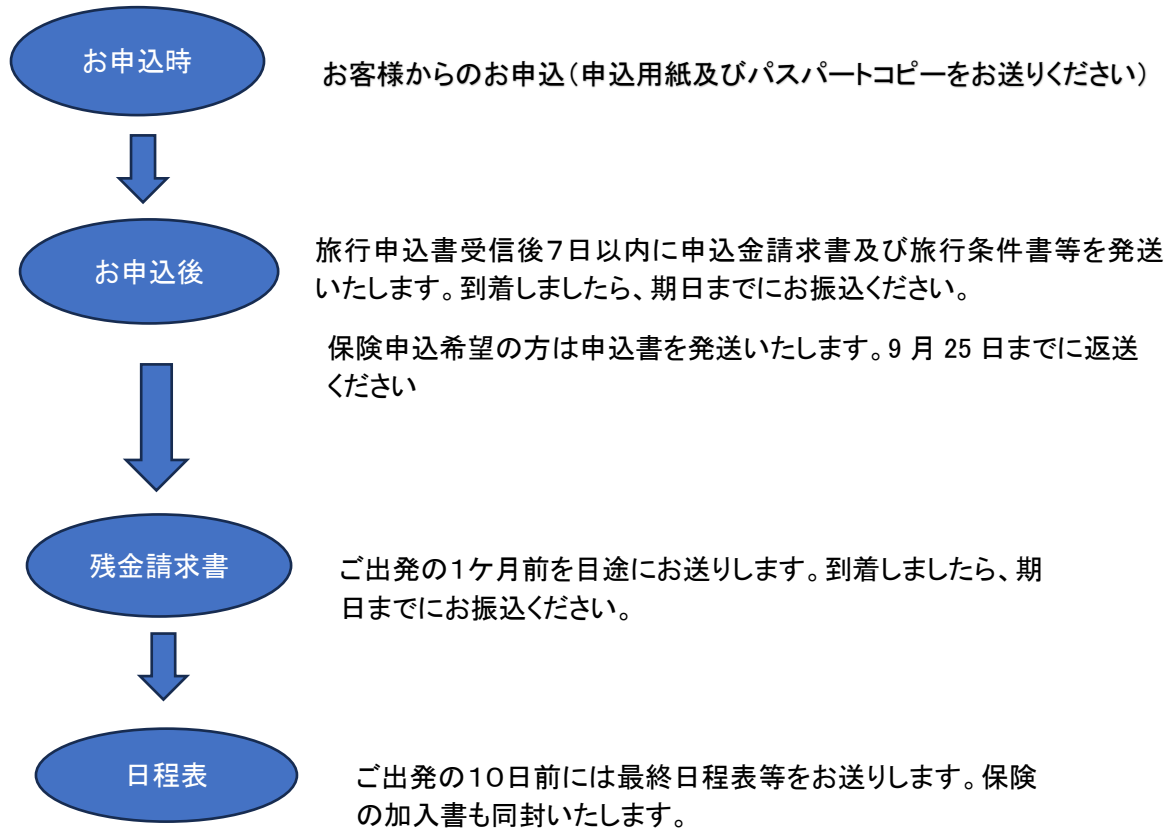 お申込時
お客様からのお申込(申込用紙及びパスパートコピーをお送りください)
お申込後
旅行申込書受信後７日以内に申込金請求書及び旅行条件書等を発送
いたします。到着しましたら、期日までにお振込ください。
保険申込希望の方は申込書を発送いたします。9 月 25 日までに返送
ください
残金請求書
ご出発の１ケ月前を目途にお送りします。到着しましたら、期
日までにお振込ください。
日程表
ご出発の１０日前には最終日程表等をお送りします。保険
の加入書も同封いたします。